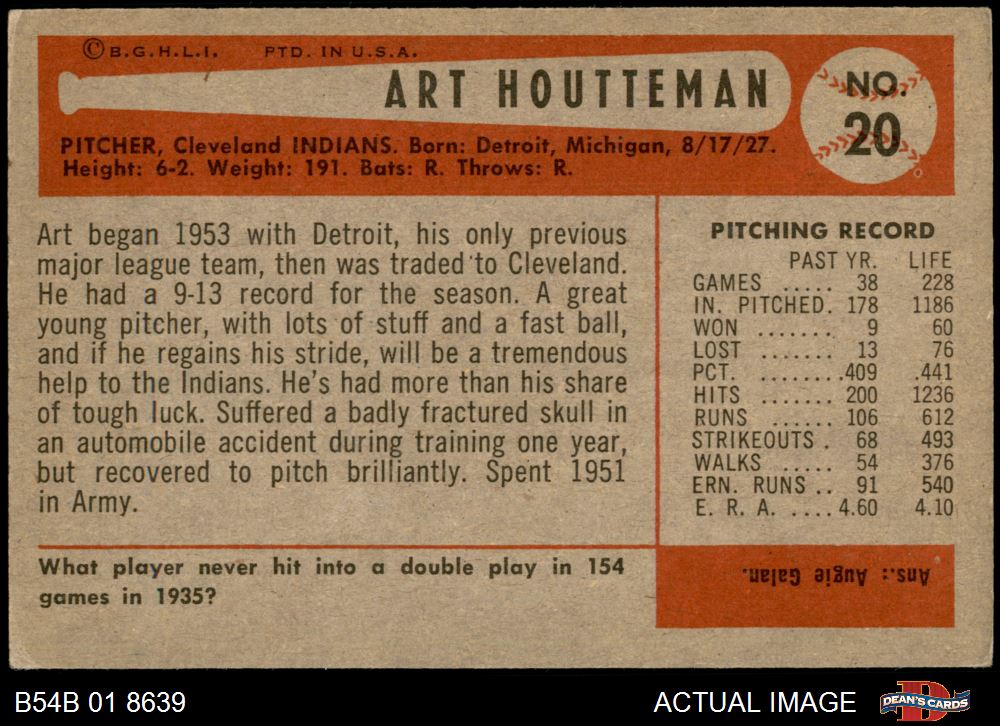 ©B.G.H.L.I. PTD. IN U.S.A.
ART HOUTTEMAN
NO.
20
PITCHER, Cleveland INDIANS. Born: Detroit, Michigan, 8/17/27.
Height: 6-2. Weight: 191. Bats: R. Throws: R.
Art began 1953 with Detroit, his only previous
major league team, then was traded to Cleveland.
He had a 9-13 record for the season. A great
young pitcher, with lots of stuff and a fast ball,
and if he regains his stride, will be a tremendous
help to the Indians. He's had more than his share
of tough luck. Suffered a badly fractured skull in
an automobile accident during training one year,
but recovered to pitch brilliantly. Spent 1951
in Army.
PITCHING RECORD
PAST YR. LIFE
GAMES ..... 38 228
IN. PITCHED. 178 1186
WON ....... 9 60
LOST ....... 13 76
PCT. ........409 .441
HITS ....... 200 1236
RUNS ...... 106 612
STRIKEOUTS . 68 493
WALKS ..... 54 376
ERN. RUNS .. 91 540
E. R. A. ....4.60 4.10
What player never hit into a double play in 154
games in 1935?
Ans.: Augie Galan.
B54B 01 8639
ACTUAL IMAGE
DEAN'S CARDS